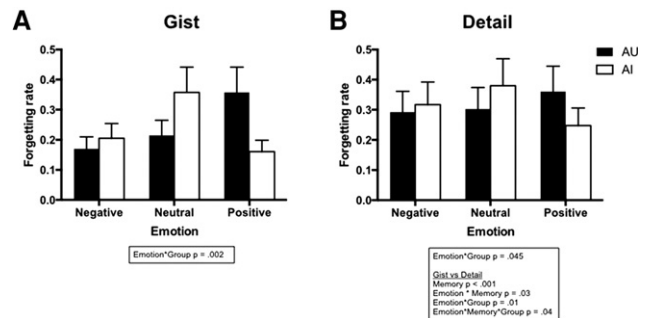 A
Gist
Forgetting rate
0.5
0.4
0.3
0.2
0.1
0.0
Negative
Neutral
Positive
Emotion
Emotion*Group p = .002
B
Detail
AU
AI
Forgetting rate
0.5
0.4
0.3
0.2
0.1
0.0
Negative
Neutral
Positive
Emotion
Emotion*Group p = .045
Gist vs Detail
Memory p < .001
Emotion * Memory p = .03
Emotion*Group p = .01
Emotion*Memory*Group p = .04